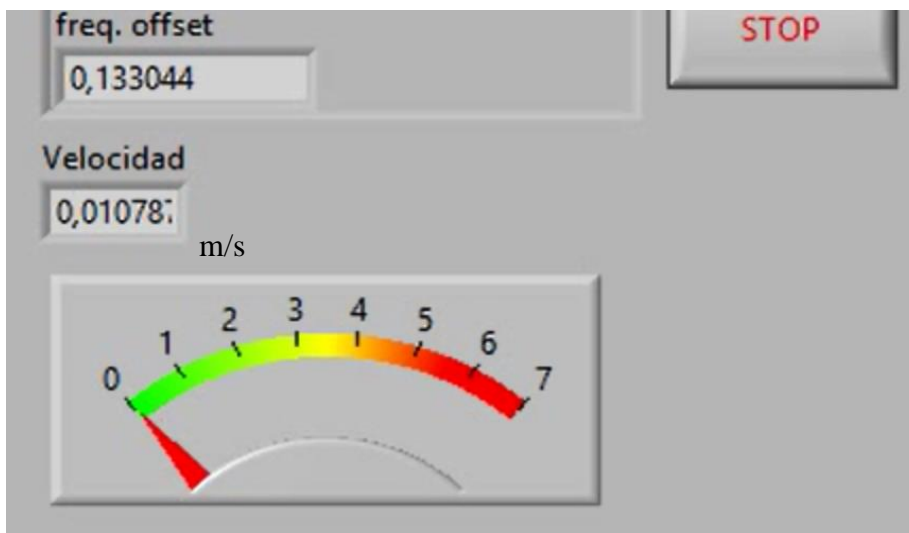 freq. offset
STOP
0,133044
Velocidad
0,010787
m/s
0 1 2 3 4 5 6 7